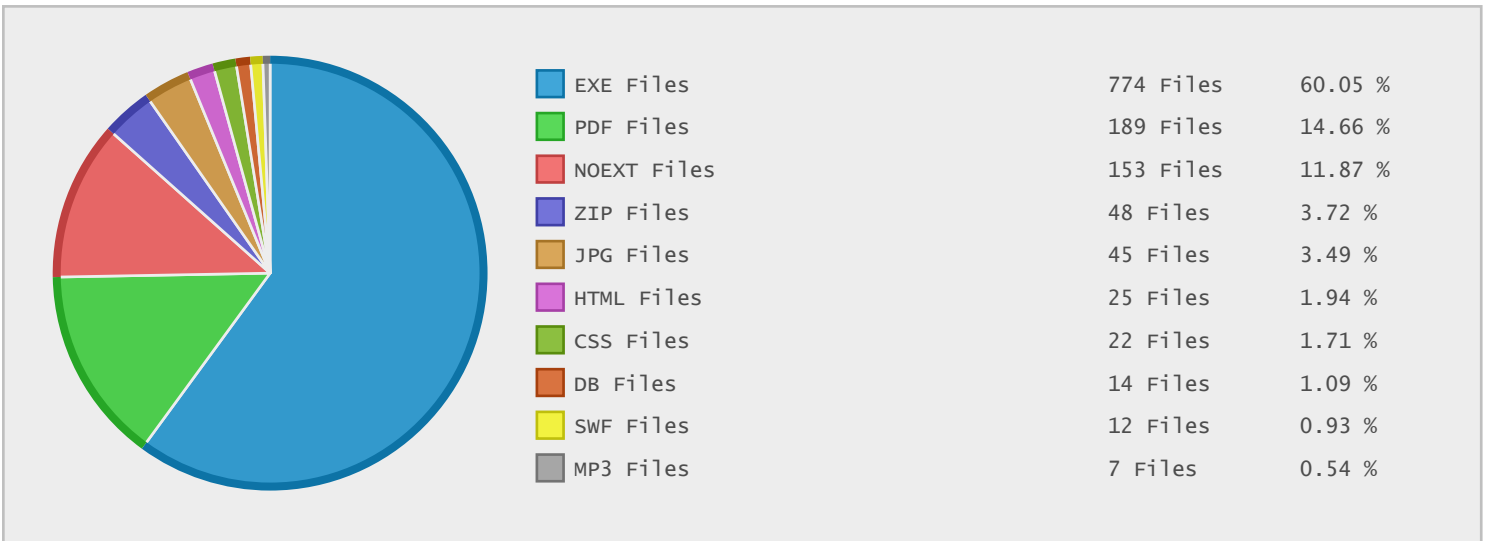 EXE Files 774 Files 60.05 %
PDF Files 189 Files 14.66 %
NOEXT Files 153 Files 11.87 %
ZIP Files 48 Files 3.72 %
JPG Files 45 Files 3.49 %
HTML Files 25 Files 1.94 %
CSS Files 22 Files 1.71 %
DB Files 14 Files 1.09 %
SWF Files 12 Files 0.93 %
MP3 Files 7 Files 0.54 %